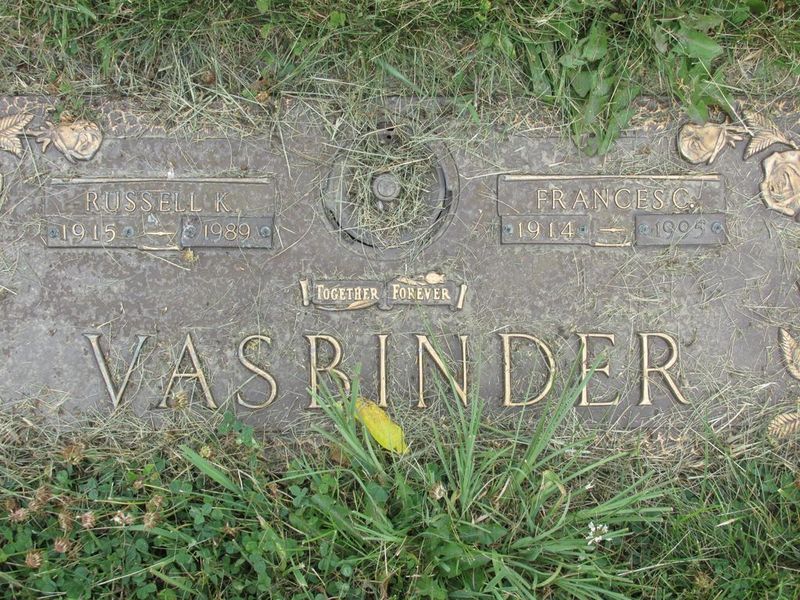 RUSSELL K.
1915 – 1989
FRANCES C.
1914 – 1995
TOGETHER FOREVER
VASBINDER